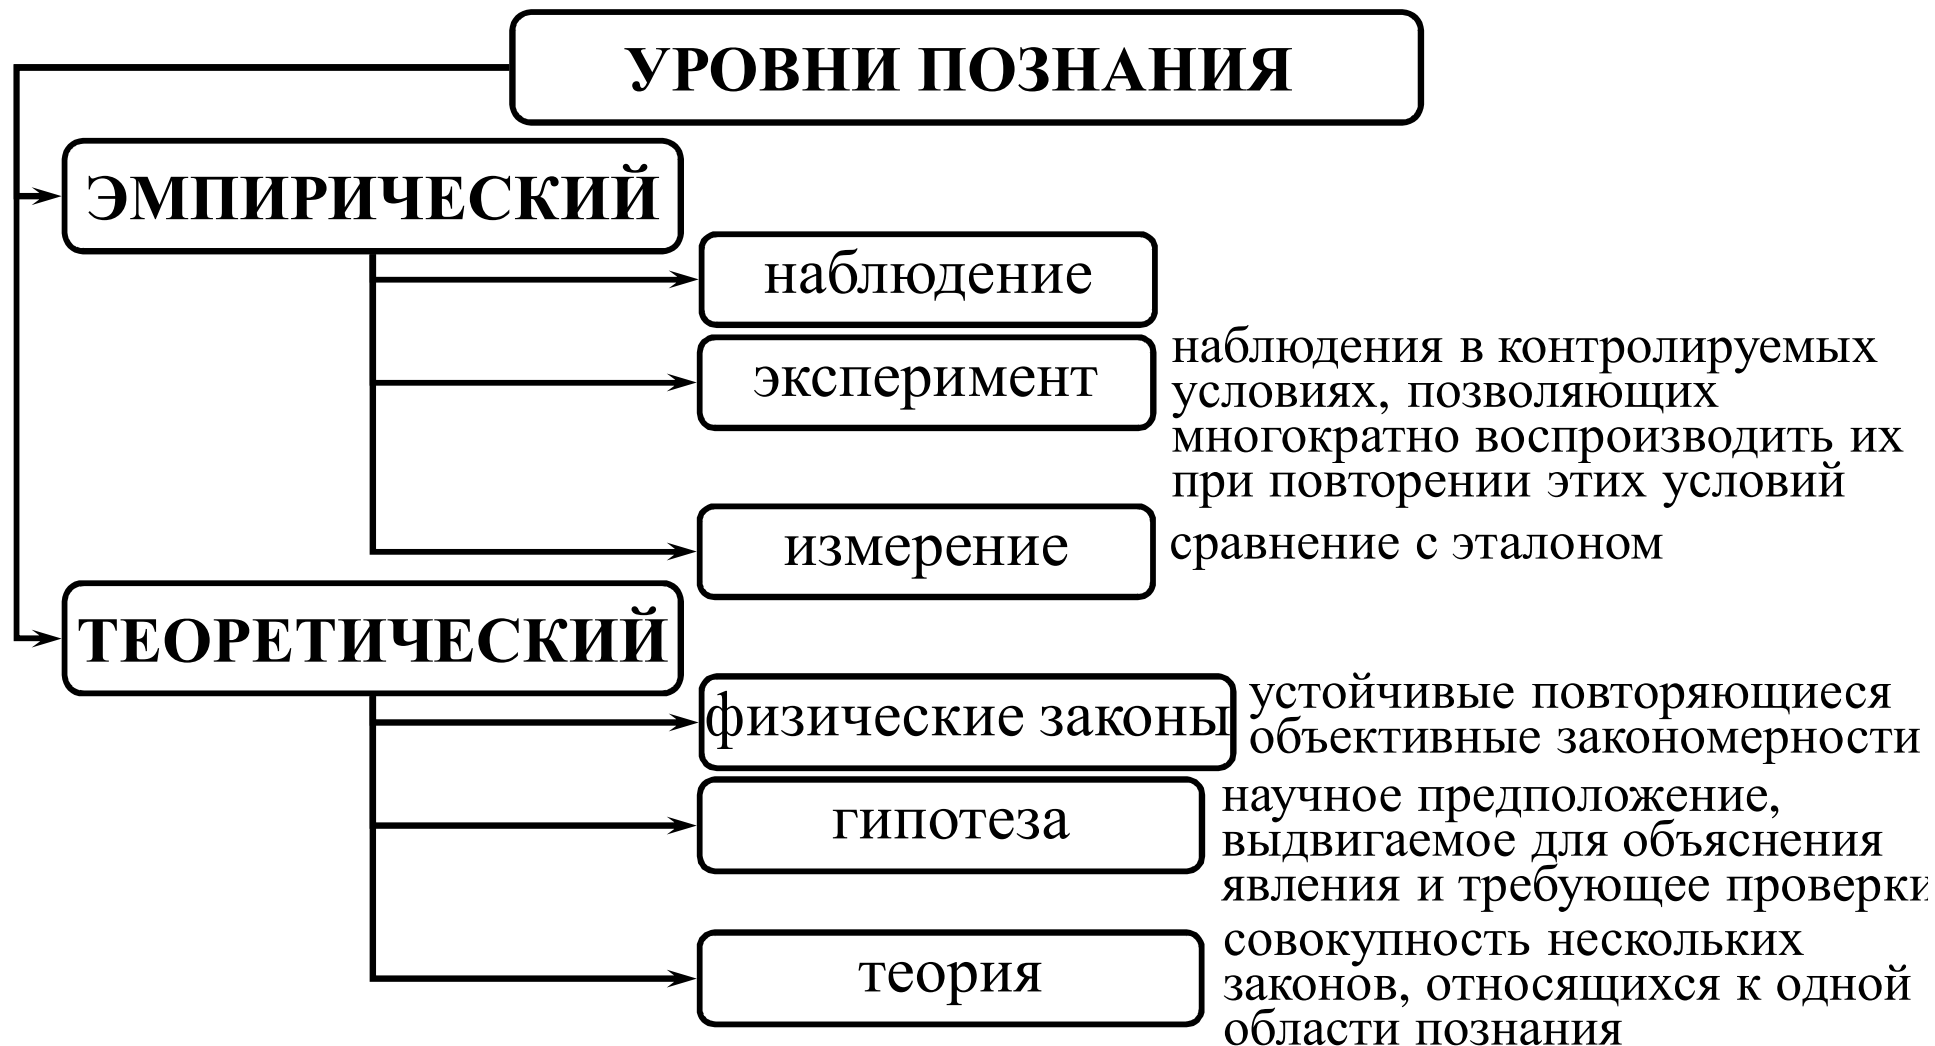 УРОВНИ ПОЗНАНИЯ
ЭМПИРИЧЕСКИЙ
наблюдение
эксперимент
наблюдения в контролируемых
условиях, позволяющих
многократно воспроизводить их
при повторении этих условий
измерение
сравнение с эталоном
ТЕОРЕТИЧЕСКИЙ
физические законы
устойчивые повторяющиеся
объективные закономерности
гипотеза
научное предположение,
выдвигаемое для объяснения
явления и требующее проверки
теория
совокупность нескольких
законов, относящихся к одной
области познания